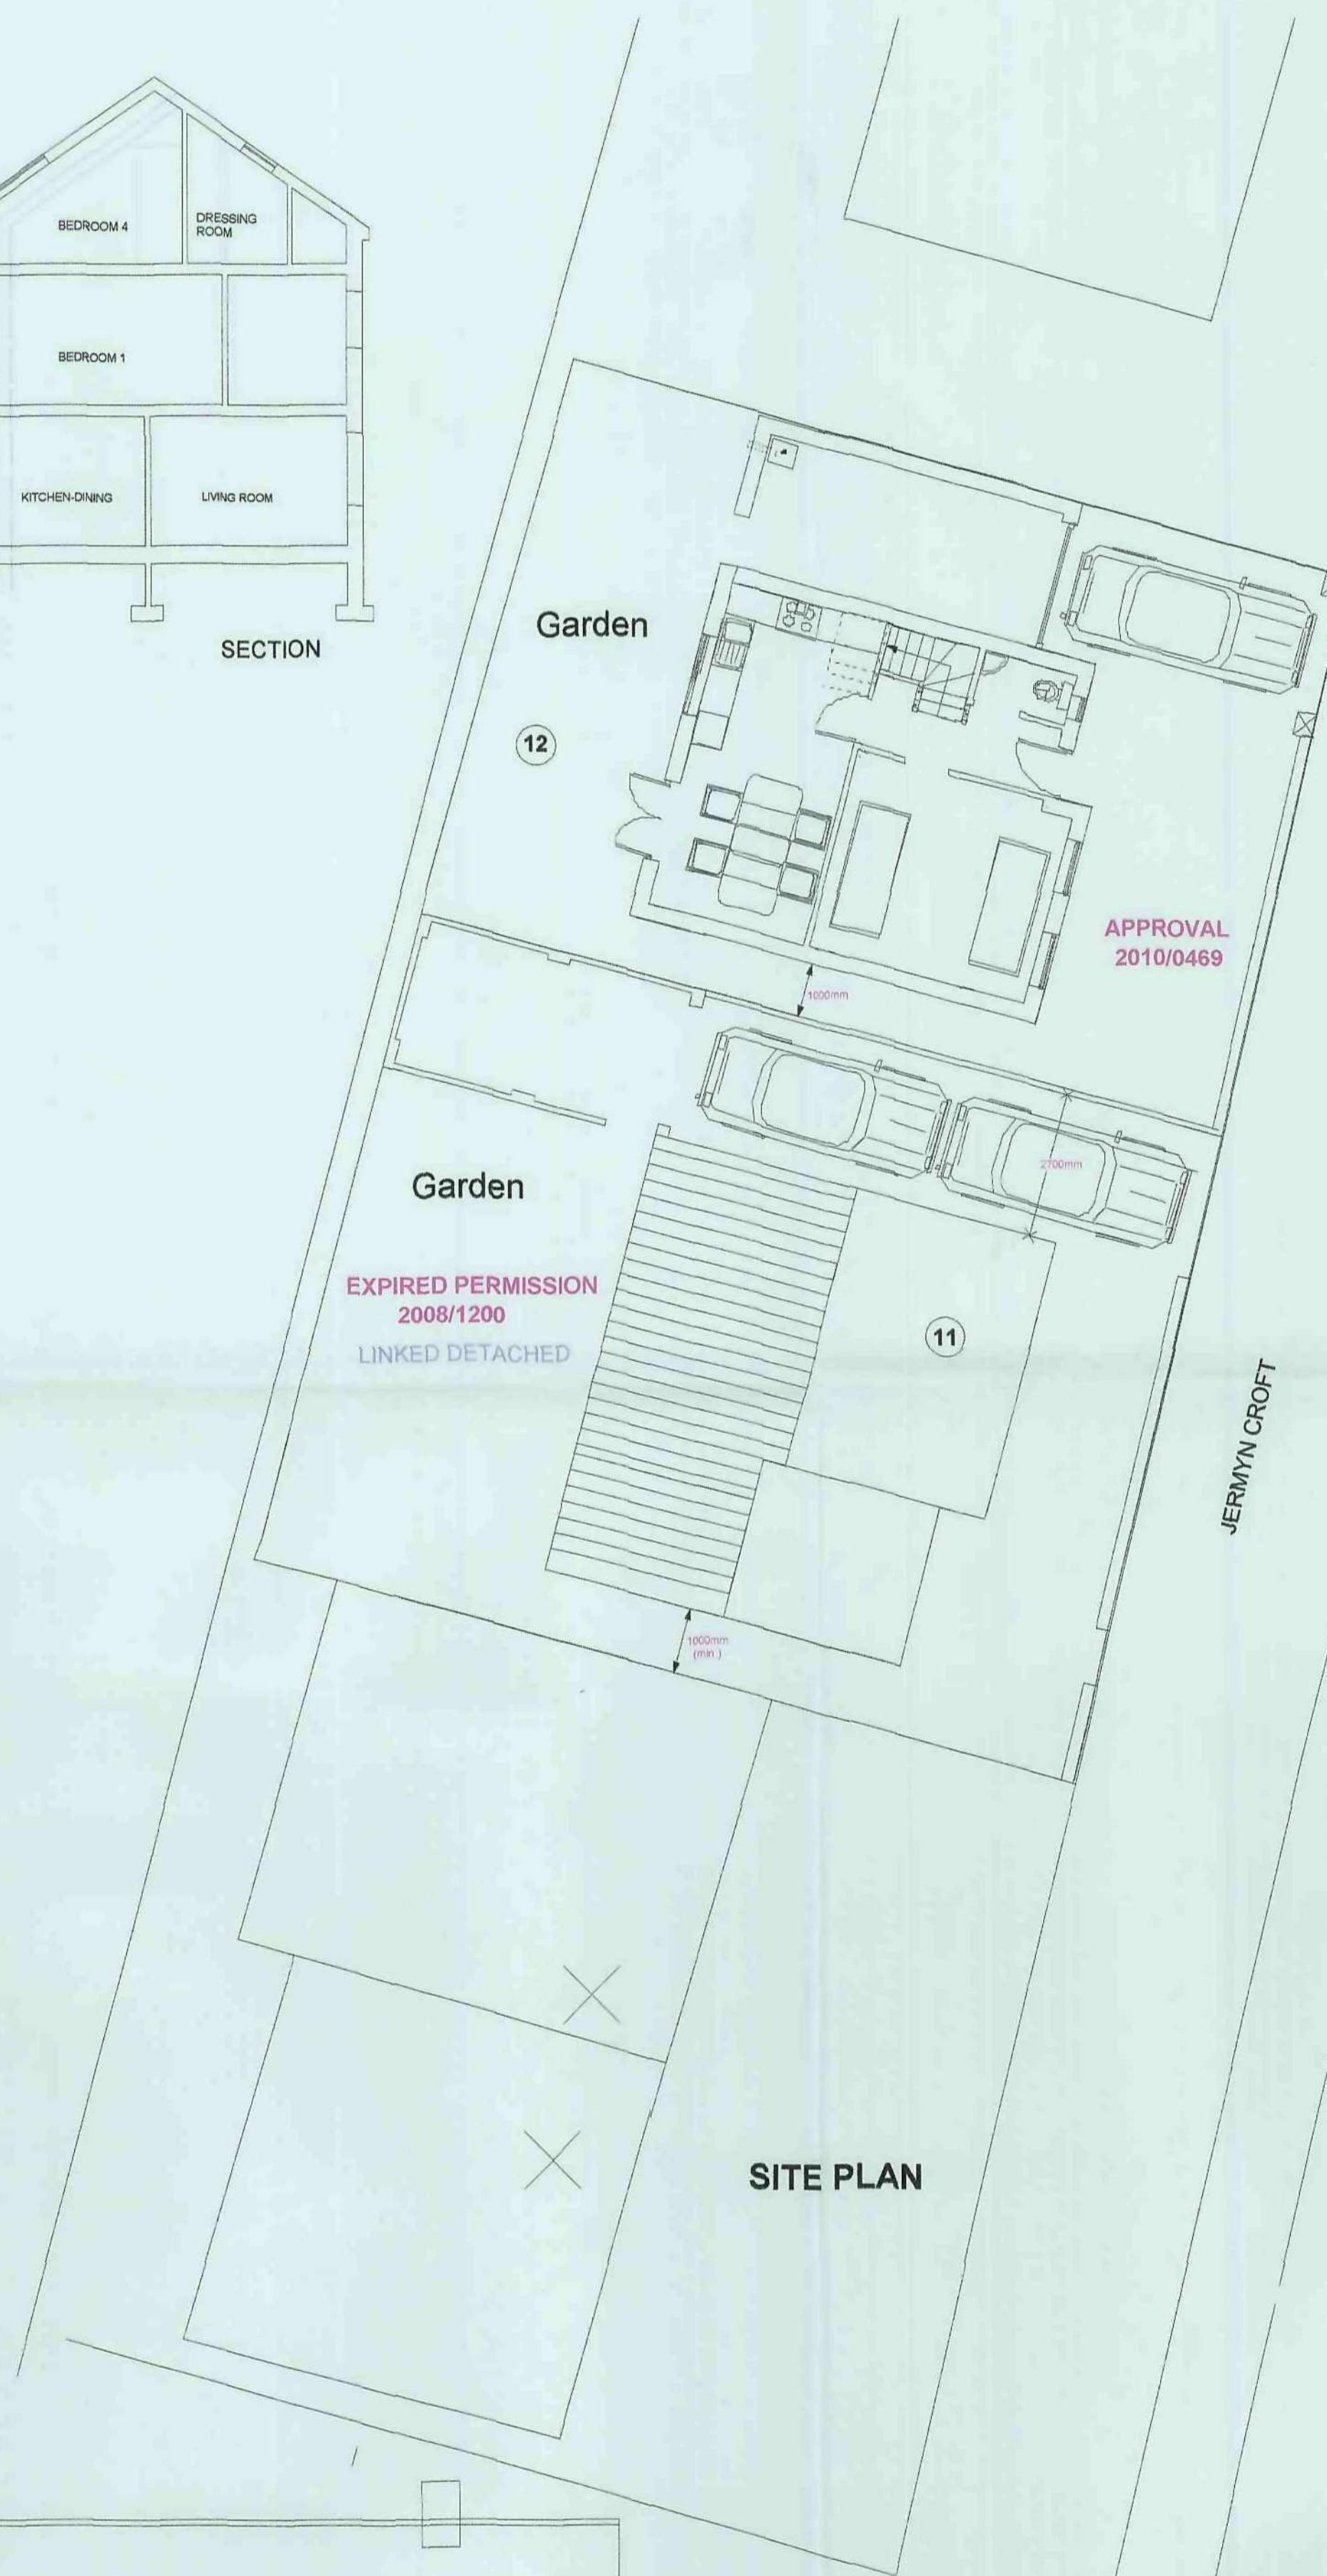 BEDROOM 4
DRESSING
ROOM
BEDROOM 1
KITCHEN-DINING
LIVING ROOM
SECTION
Garden
12
APPROVAL
2010/0469
1000mm
2700mm
Garden
EXPIRED PERMISSION
2008/1200
LINKED DETACHED
11
JERMYN CROFT
1000mm
(min.)
SITE PLAN